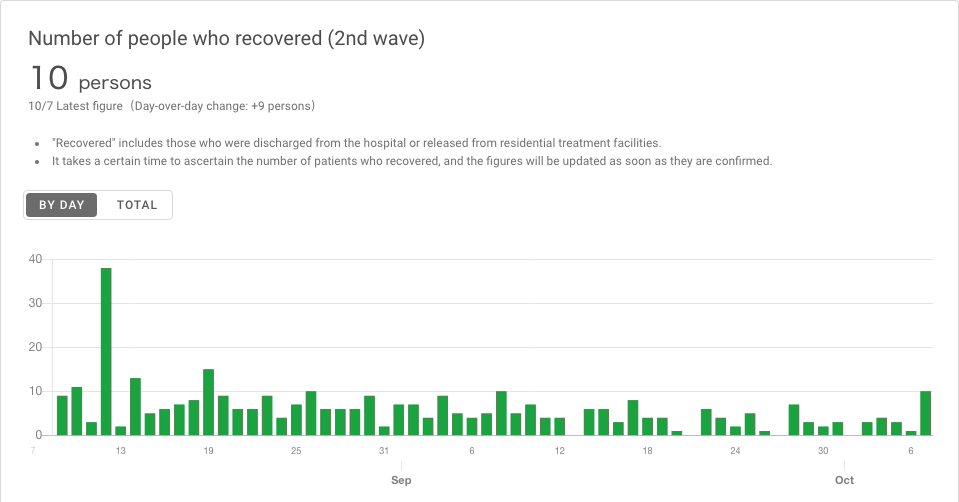 Number of people who recovered (2nd wave)
10 persons
10/7 Latest figure（Day-over-day change: +9 persons）
• "Recovered" includes those who were discharged from the hospital or released from residential treatment facilities.
• It takes a certain time to ascertain the number of patients who recovered, and the figures will be updated as soon as they are confirmed.
BY DAY TOTAL
40
30
20
10
0
7 13 19 25 31 6 12 18 24 30 6
Sep Oct